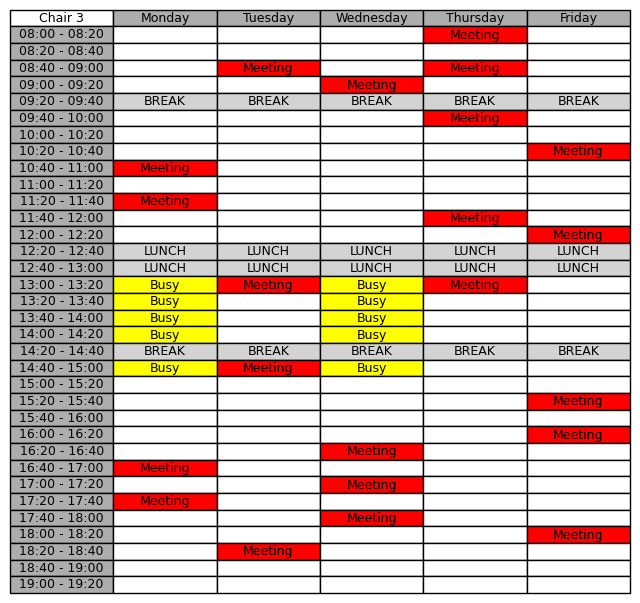 Chair 3 Monday Tuesday Wednesday Thursday Friday
08:00 - 08:20 Meeting
08:20 - 08:40
08:40 - 09:00 Meeting Meeting
09:00 - 09:20 Meeting
09:20 - 09:40 BREAK BREAK BREAK BREAK BREAK
09:40 - 10:00 Meeting
10:00 - 10:20
10:20 - 10:40 Meeting
10:40 - 11:00 Meeting
11:00 - 11:20
11:20 - 11:40 Meeting
11:40 - 12:00 Meeting
12:00 - 12:20 Meeting
12:20 - 12:40 LUNCH LUNCH LUNCH LUNCH LUNCH
12:40 - 13:00 LUNCH LUNCH LUNCH LUNCH LUNCH
13:00 - 13:20 Busy Meeting Busy Meeting
13:20 - 13:40 Busy Busy
13:40 - 14:00 Busy Busy
14:00 - 14:20 Busy Busy
14:20 - 14:40 BREAK BREAK BREAK BREAK BREAK
14:40 - 15:00 Busy Meeting Busy
15:00 - 15:20
15:20 - 15:40 Meeting
15:40 - 16:00
16:00 - 16:20 Meeting
16:20 - 16:40 Meeting
16:40 - 17:00 Meeting
17:00 - 17:20 Meeting
17:20 - 17:40 Meeting
17:40 - 18:00 Meeting
18:00 - 18:20 Meeting
18:20 - 18:40 Meeting
18:40 - 19:00
19:00 - 19:20